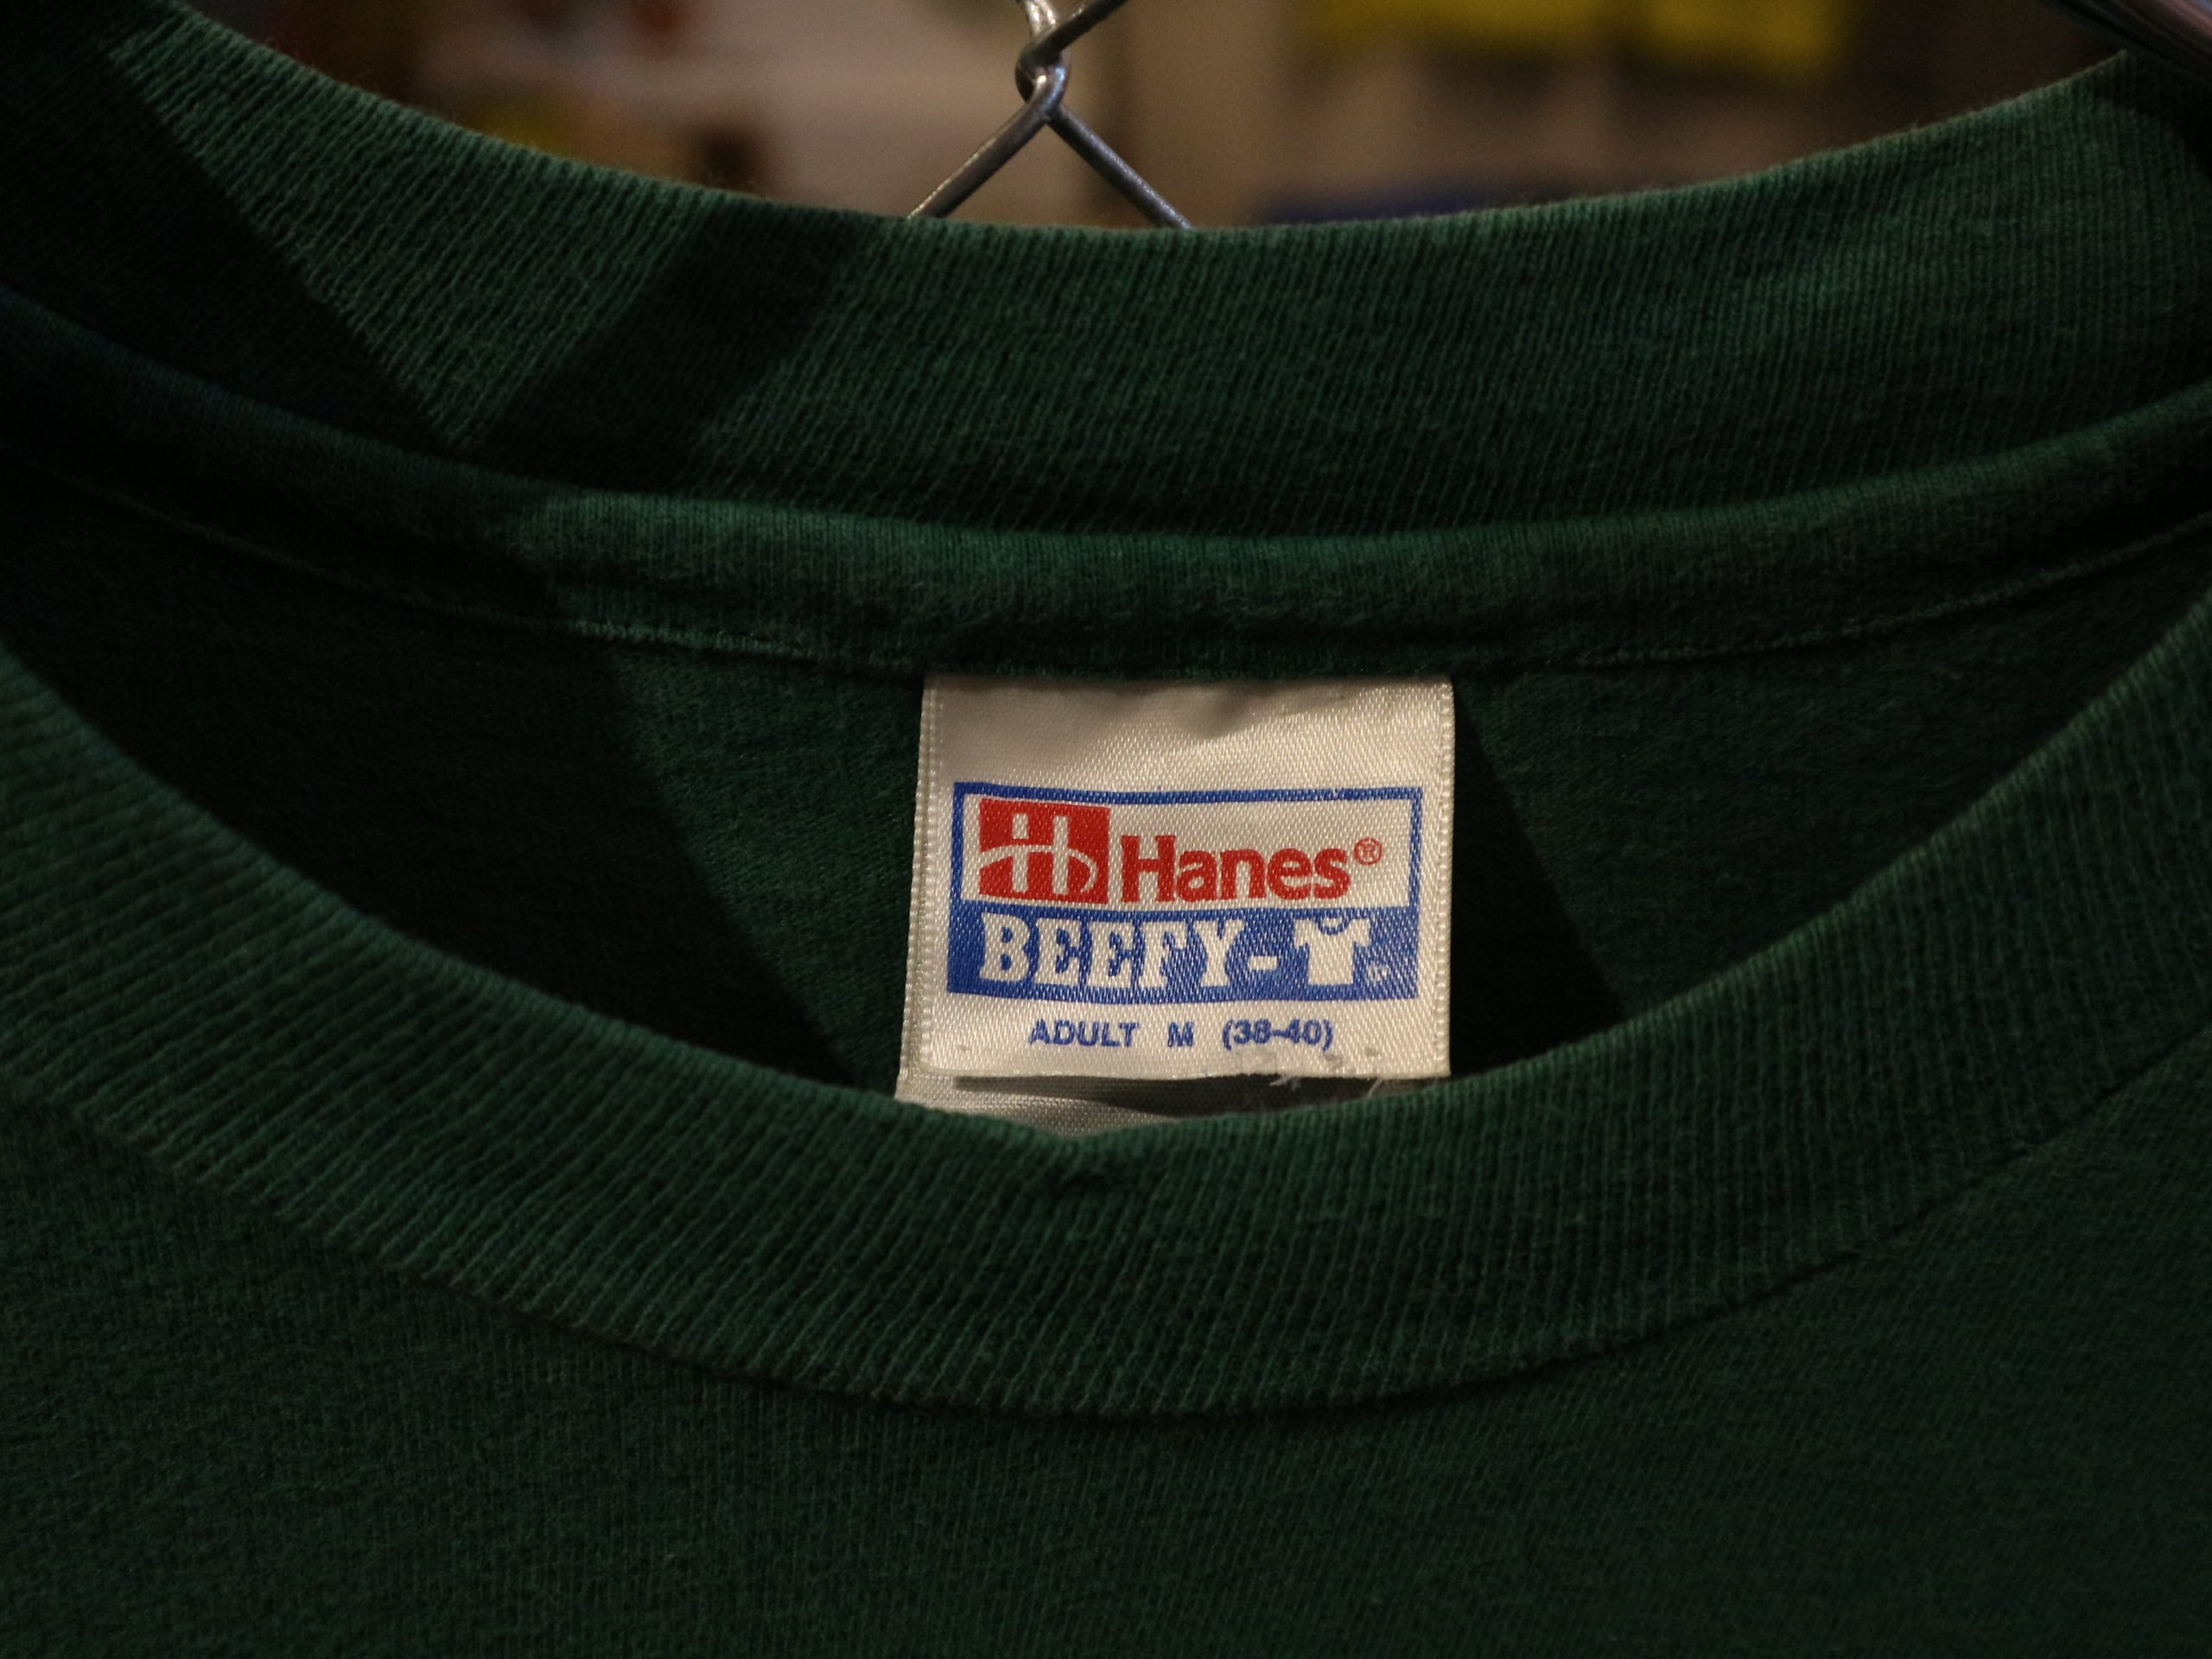 Hanes®
BEEFY-T
ADULT M (38-40)